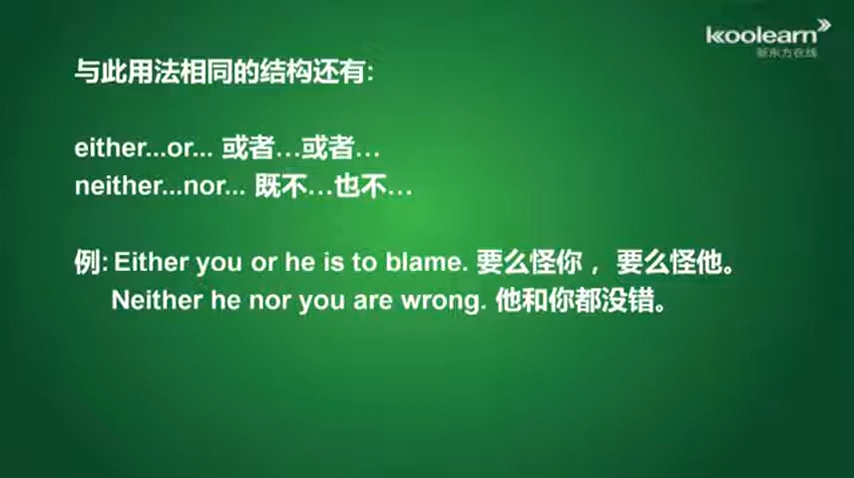 koolearn
新东方在线
与此用法相同的结构还有:
either...or... 或者…或者…
neither...nor... 既不…也不…
例: Either you or he is to blame. 要么怪你， 要么怪他。
Neither he nor you are wrong. 他和你都没错。